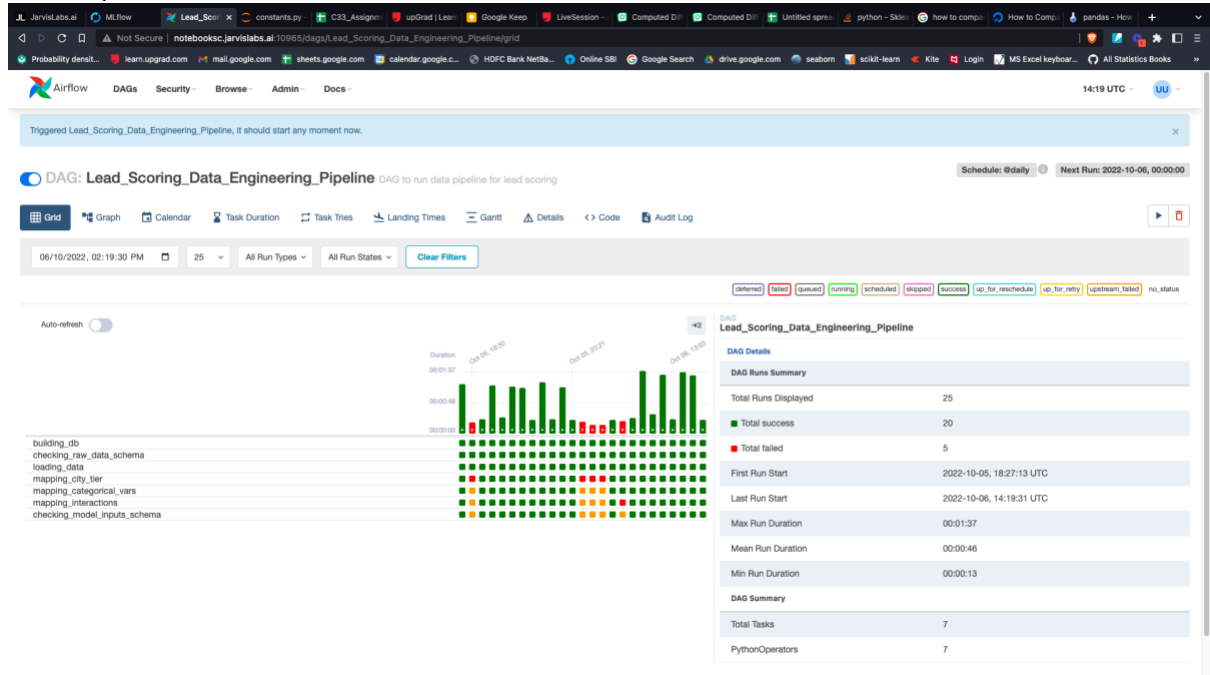 JarvisLabs.ai MLflow Lead_Scor constants.py - C33_Assignm upGrad | Learn Google Keep LiveSession - Computed Dif Computed Dif Untitled sprea python - Skle how to compa How to Comp pandas - How
Not Secure notebooksc.jarvislabs.ai:10965/dags/Lead_Scoring_Data_Engineering_Pipeline/grid
Probability densit... learn.upgrad.com mail.google.com sheets.google.com calendar.google.c... HDFC Bank NetBa... Online SBI Google Search drive.google.com seaborn scikit-learn Kite Login MS Excel keyboar... All Statistics Books »
Airflow DAGs Security Browse Admin Docs 14:19 UTC UU
Triggered Lead_Scoring_Data_Engineering_Pipeline, it should start any moment now. ×
DAG: Lead_Scoring_Data_Engineering_Pipeline DAG to run data pipeline for lead scoring
Schedule: @daily Next Run: 2022-10-06, 00:00:00
Grid Graph Calendar Task Duration Task Tries Landing Times Gantt Details Code Audit Log
06/10/2022, 02:19:30 PM 25 All Run Types All Run States Clear Filters
deferred failed queued running scheduled skipped success up_for_reschedule up_for_retry upstream_failed no_status
Auto-refresh
Duration Oct 05, 18:30 Oct 05, 20:21 Oct 06, 13:03
00:01:37
00:00:48
00:00:00
building_db
checking_raw_data_schema
loading_data
mapping_city_tier
mapping_categorical_vars
mapping_interactions
checking_model_inputs_schema
DAG
Lead_Scoring_Data_Engineering_Pipeline
DAG Details
DAG Runs Summary
Total Runs Displayed 25
Total success 20
Total failed 5
First Run Start 2022-10-05, 18:27:13 UTC
Last Run Start 2022-10-06, 14:19:31 UTC
Max Run Duration 00:01:37
Mean Run Duration 00:00:46
Min Run Duration 00:00:13
DAG Summary
Total Tasks 7
PythonOperators 7